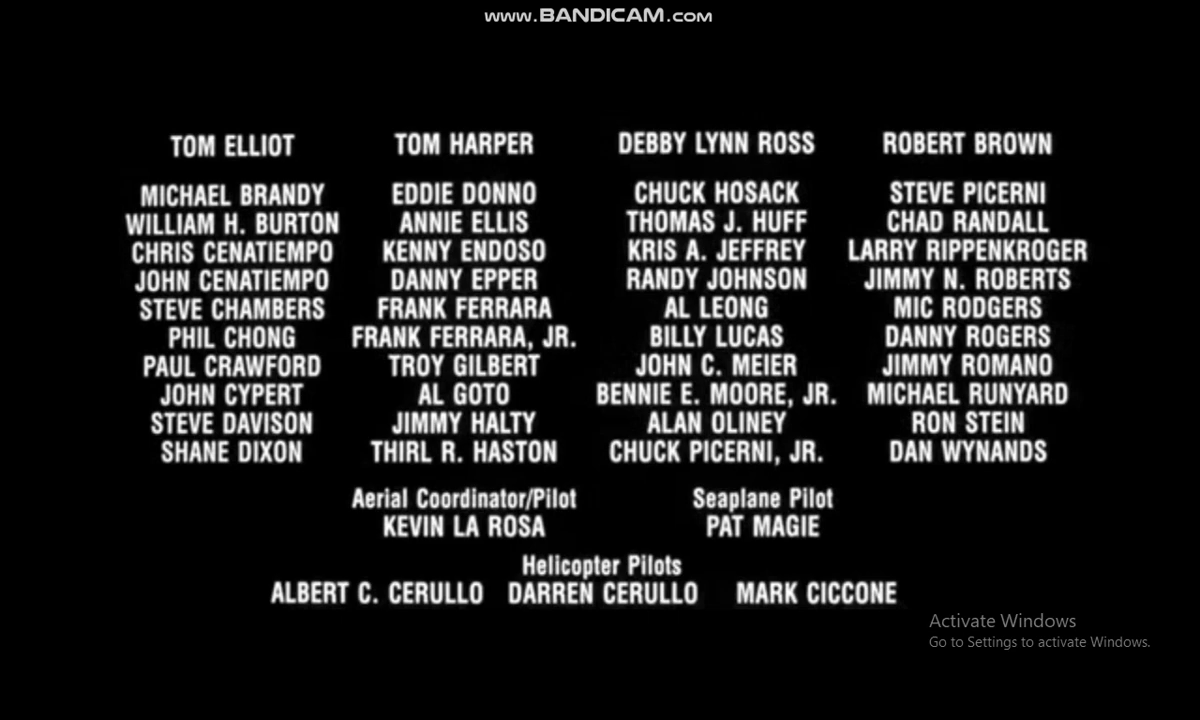 www.BANDICAM.com
TOM ELLIOT TOM HARPER DEBBY LYNN ROSS ROBERT BROWN
MICHAEL BRANDY EDDIE DONNO CHUCK HOSACK STEVE PICERNI
WILLIAM H. BURTON ANNIE ELLIS THOMAS J. HUFF CHAD RANDALL
CHRIS CENATIEMPO KENNY ENDOSO KRIS A. JEFFREY LARRY RIPPENKROGER
JOHN CENATIEMPO DANNY EPPER RANDY JOHNSON JIMMY N. ROBERTS
STEVE CHAMBERS FRANK FERRARA AL LEONG MIC RODGERS
PHIL CHONG FRANK FERRARA, JR. BILLY LUCAS DANNY ROGERS
PAUL CRAWFORD TROY GILBERT JOHN C. MEIER JIMMY ROMANO
JOHN CYPERT AL GOTO BENNIE E. MOORE, JR. MICHAEL RUNYARD
STEVE DAVISON JIMMY HALTY ALAN OLINEY RON STEIN
SHANE DIXON THIRL R. HASTON CHUCK PICERNI, JR. DAN WYNANDS
Aerial Coordinator/Pilot Seaplane Pilot
KEVIN LA ROSA PAT MAGIE
Helicopter Pilots
ALBERT C. CERULLO DARREN CERULLO MARK CICCONE
Activate Windows
Go to Settings to activate Windows.